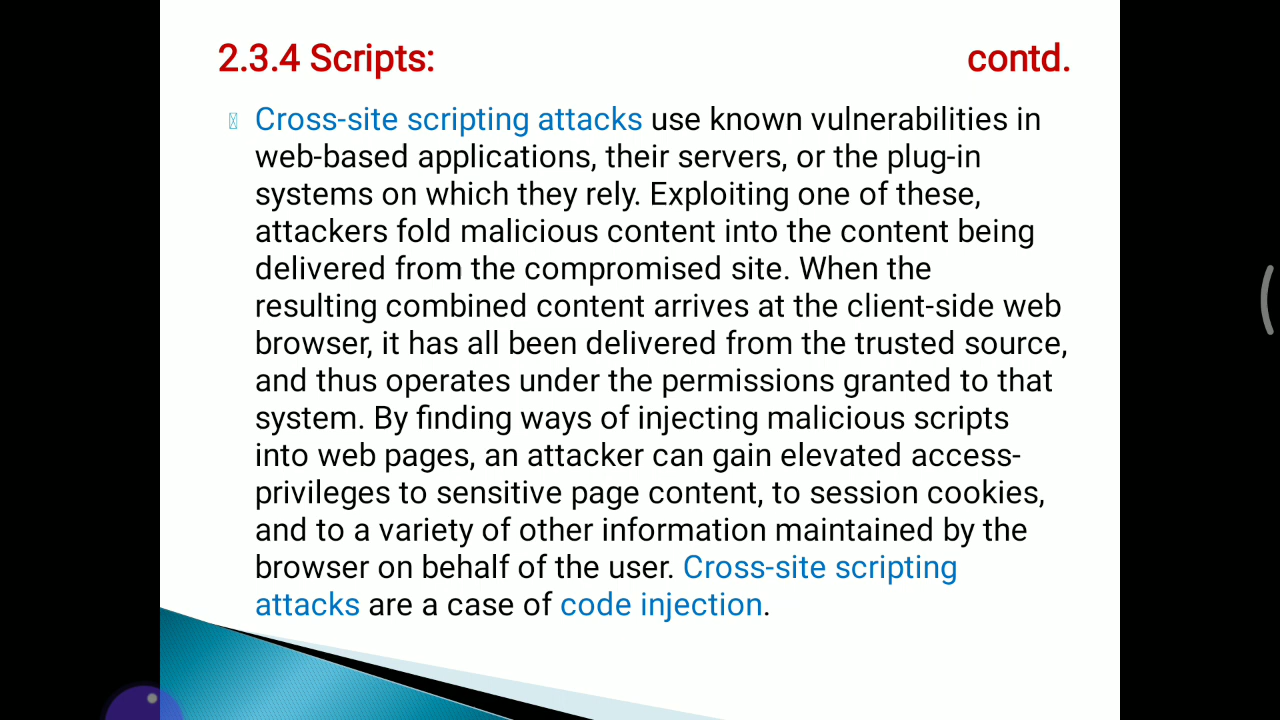 2.3.4 Scripts: contd.
Cross-site scripting attacks use known vulnerabilities in
web-based applications, their servers, or the plug-in
systems on which they rely. Exploiting one of these,
attackers fold malicious content into the content being
delivered from the compromised site. When the
resulting combined content arrives at the client-side web
browser, it has all been delivered from the trusted source,
and thus operates under the permissions granted to that
system. By finding ways of injecting malicious scripts
into web pages, an attacker can gain elevated access-
privileges to sensitive page content, to session cookies,
and to a variety of other information maintained by the
browser on behalf of the user. Cross-site scripting
attacks are a case of code injection.